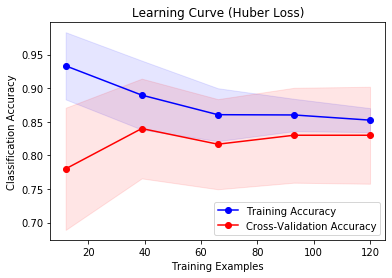 Learning Curve (Huber Loss)
Classification Accuracy
0.95
0.90
0.85
0.80
0.75
0.70
20 40 60 80 100 120
Training Examples
Training Accuracy
Cross-Validation Accuracy